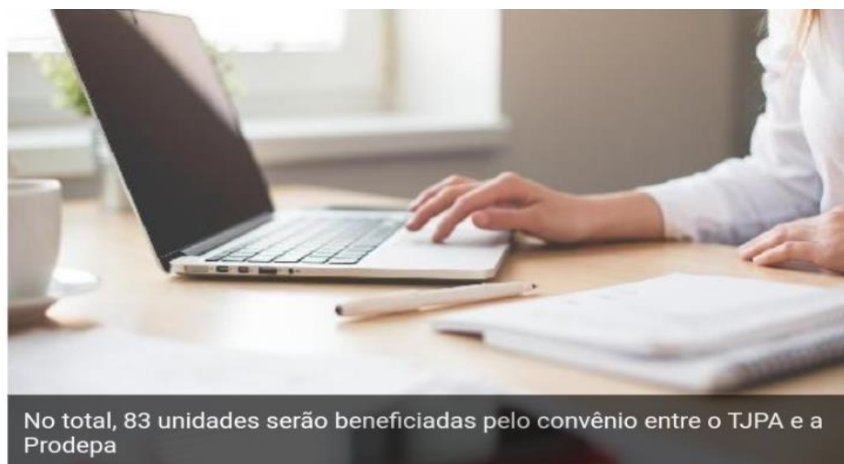 No total, 83 unidades serão beneficiadas pelo convênio entre o TJPA e a
Prodepa